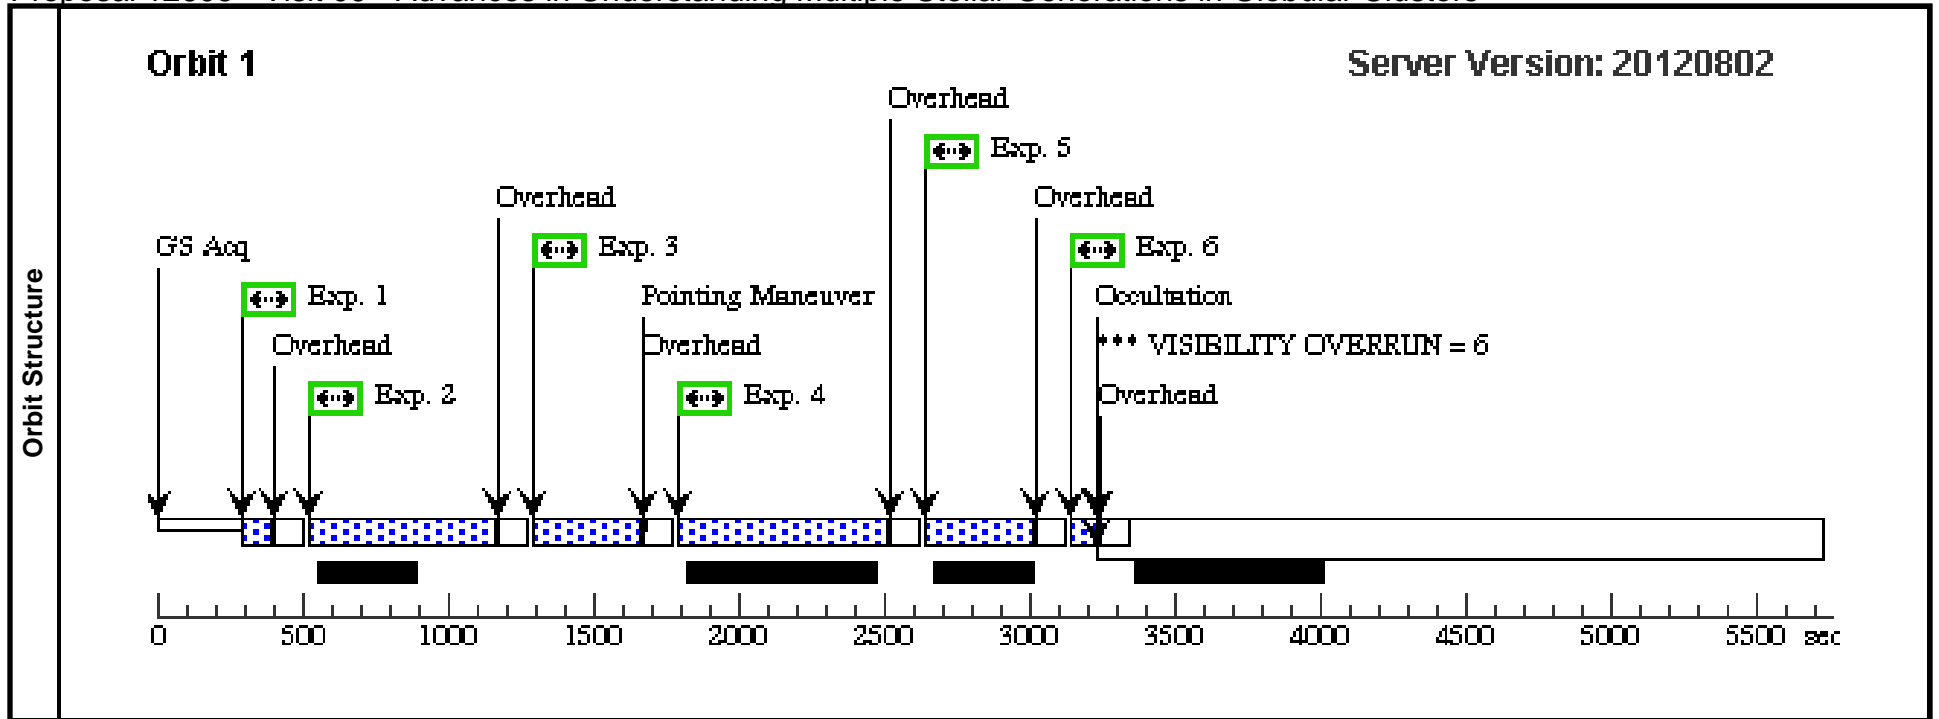 Orbit Structure
Orbit 1
Server Version: 20120802
Overhead
Exp. 5
Overhead
Overhead
GS Acq
Exp. 3
Exp. 6
Exp. 1
Pointing Maneuver
Occultation
Overhead
Overhead
*** VISIBILITY OVERRUN = 6
Exp. 2
Exp. 4
Overhead
0 500 1000 1500 2000 2500 3000 3500 4000 4500 5000 5500 sec